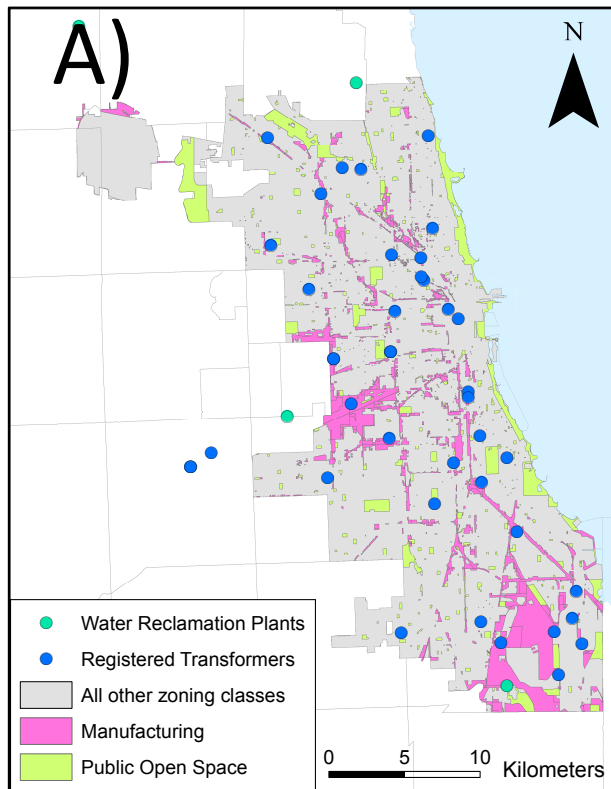 A)
N
Water Reclamation Plants
Registered Transformers
All other zoning classes
Manufacturing
Public Open Space
0 5 10 Kilometers